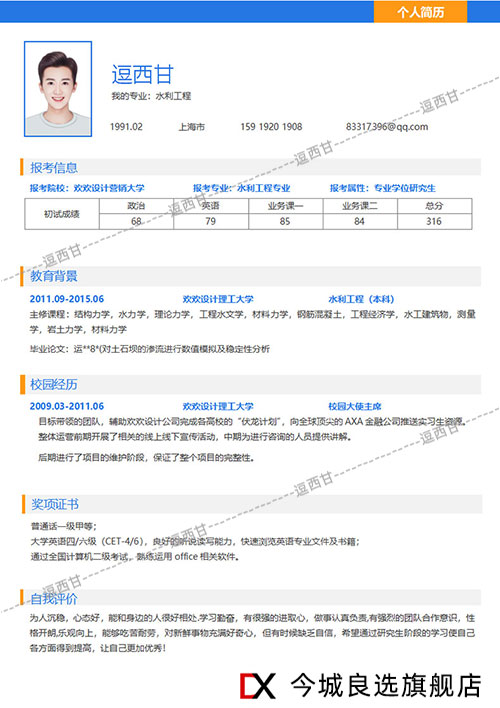 个人简历
逗西甘
我的专业：水利工程
1991.02 上海市 159 1920 1908 83317396@qq.com
报考信息
报考院校：欢欢设计营销大学 报考专业：水利工程专业 报考属性：专业学位研究生
初试成绩 政治 英语 业务课一 业务课二 总分
68 79 85 84 316
教育背景
2011.09-2015.06 欢欢设计理工大学 水利工程（本科）
主修课程：结构力学，水力学，理论力学，工程水文学，材料力学，钢筋混凝土，工程经济学，水工建筑物，测量
学，岩土力学，材料力学
毕业论文：运**8*(对土石坝的渗流进行数值模拟及稳定性分析
校园经历
2009.03-2011.06 欢欢设计理工大学 校园大使主席
目标带领的团队，辅助欢欢设计公司完成各高校的“伏龙计划”，向全球顶尖的AXA金融公司推送实习生资源。
整体运营前期开展了相关的线上线下宣传活动，中期为进行咨询的人员提供讲解。
后期进行了项目的维护阶段，保证了整个项目的完整性。
奖项证书
普通话一级甲等；
大学英语四/六级（CET-4/6），良好的听说读写能力，快速浏览英语专业文件及书籍；
通过全国计算机二级考试，熟练运用office相关软件。
自我评价
为人沉稳，心态好，能和身边的人很好相处,学习勤奋，有很强的进取心，做事认真负责,有强烈的团队合作意识，性
格开朗,乐观向上，能够吃苦耐劳，对新鲜事物充满好奇心，但有时候缺乏自信，希望通过研究生阶段的学习使自己
各方面得到提高，让自己更加优秀！
逗西甘
逗西甘
逗西甘
逗西甘
逗西甘
逗西甘
DX 今城良选旗舰店